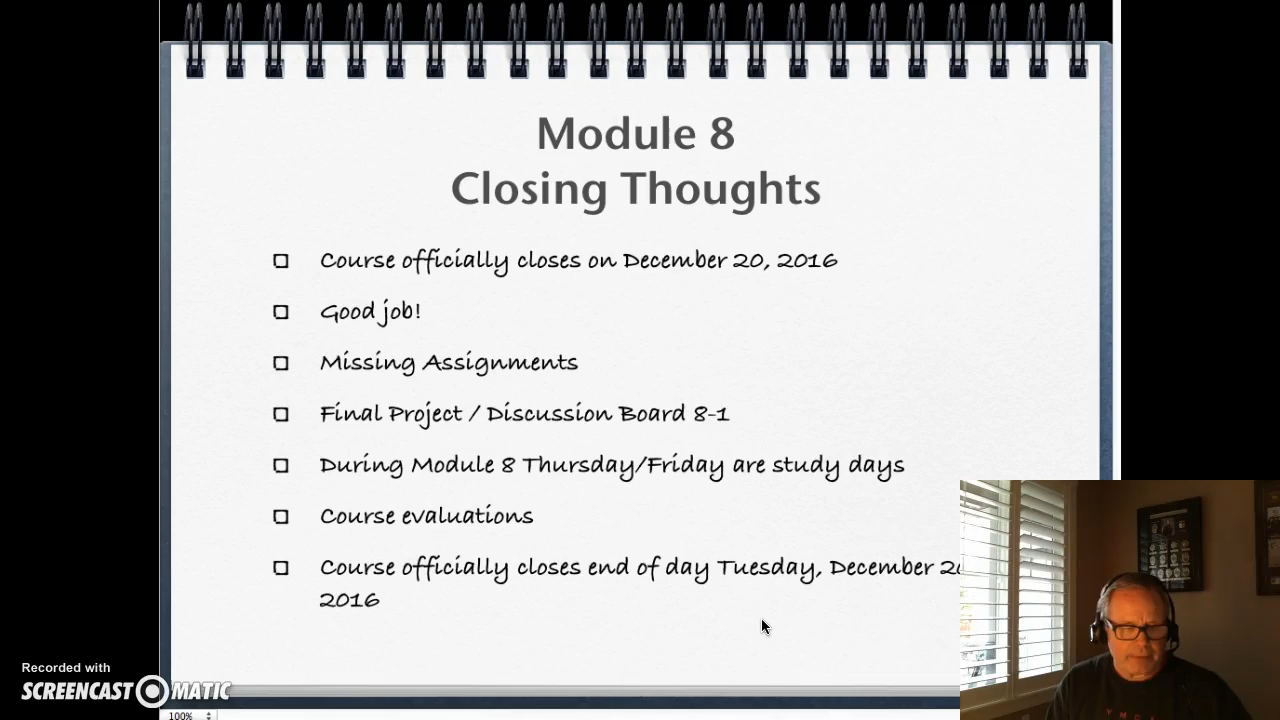 Module 8
Closing Thoughts
Course officially closes on December 20, 2016
Good job!
Missing Assignments
Final Project / Discussion Board 8-1
During Module 8 Thursday/Friday are study days
Course evaluations
Course officially closes end of day Tuesday, December
2016
Recorded with
SCREENCAST MATIC
100%